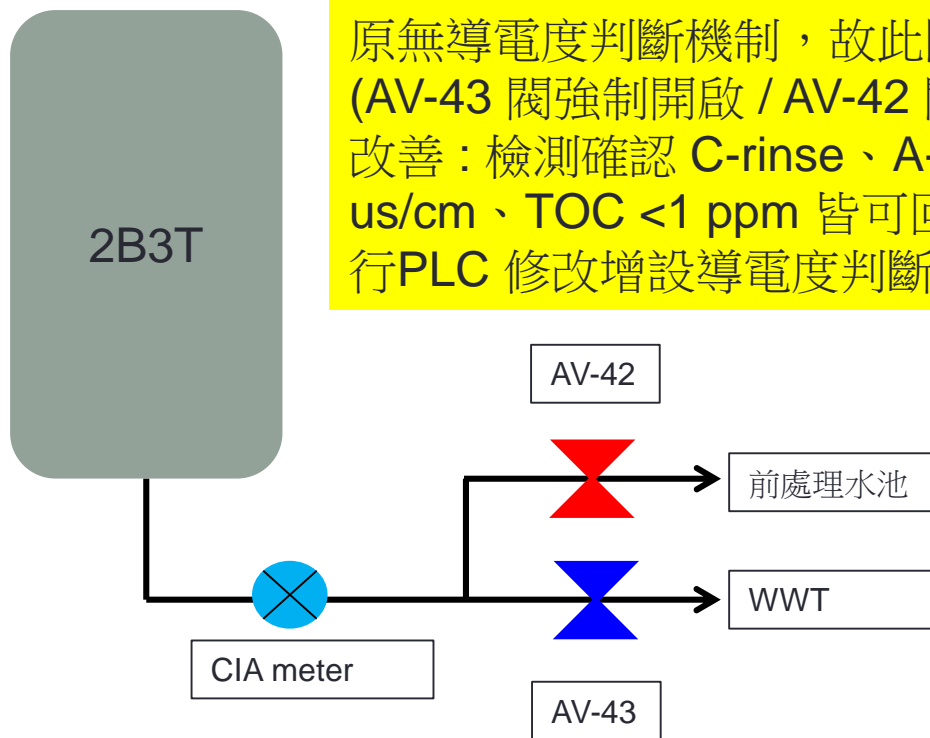 原無導電度判斷機制，故此
(AV-43 閥強制開啟 / AV-42
改善：檢測確認 C-rinse、A-
us/cm、TOC <1 ppm 皆可
行PLC 修改增設導電度判斷
2B3T
AV-42
前處理水池
WWT
CIA meter
AV-43